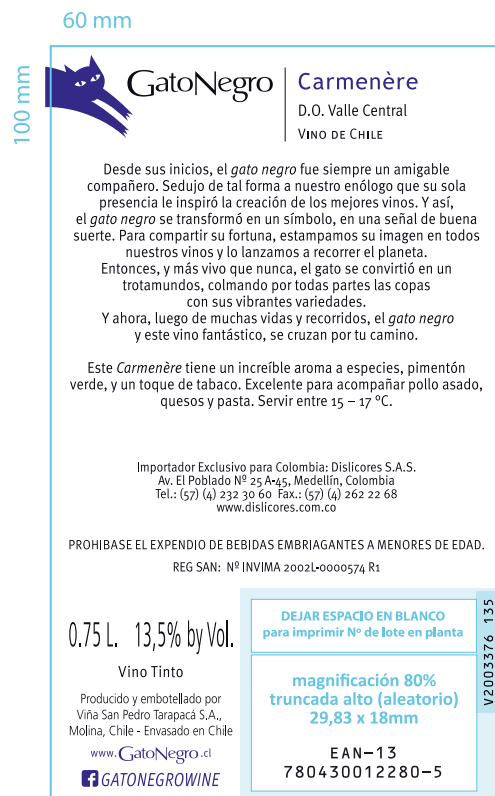 60 mm
100 mm
GatoNegro
Carmenère
D.O. Valle Central
VINO DE CHILE
Desde sus inicios, el gato negro fue siempre un amigable
compañero. Sedujo de tal forma a nuestro enólogo que su sola
presencia le inspiró la creación de los mejores vinos. Y así,
el gato negro se transformó en un símbolo, en una señal de buena
suerte. Para compartir su fortuna, estampamos su imagen en todos
nuestros vinos y lo lanzamos a recorrer el planeta.
Entonces, y más vivo que nunca, el gato se convirtió en un
trotamundos, colmando por todas partes las copas
con sus vibrantes variedades.
Y ahora, luego de muchas vidas y recorridos, el gato negro
y este vino fantástico, se cruzan por tu camino.
Este Carmenère tiene un increíble aroma a especies, pimentón
verde, y un toque de tabaco. Excelente para acompañar pollo asado,
quesos y pasta. Servir entre 15 – 17 °C.
Importador Exclusivo para Colombia: Dislicores S.A.S.
Av. El Poblado Nº 25 A-45, Medellín, Colombia
Tel.: (57) (4) 232 30 60 Fax.: (57) (4) 262 22 68
www.dislicores.com.co
PROHIBASE EL EXPENDIO DE BEBIDAS EMBRIAGANTES A MENORES DE EDAD.
REG SAN: Nº INVIMA 2002L-0000574 R1
0.75 L. 13,5% by Vol.
Vino Tinto
Producido y embotellado por
Viña San Pedro Tarapacá S.A.,
Molina, Chile - Envasado en Chile
www.GatoNegro.cl
f GATONEGROWINE
DEJAR ESPACIO EN BLANCO
para imprimir Nº de lote en planta
magnificación 80%
truncada alto (aleatorio)
29,83 x 18mm
EAN-13
780430012280-5
V2003376 135